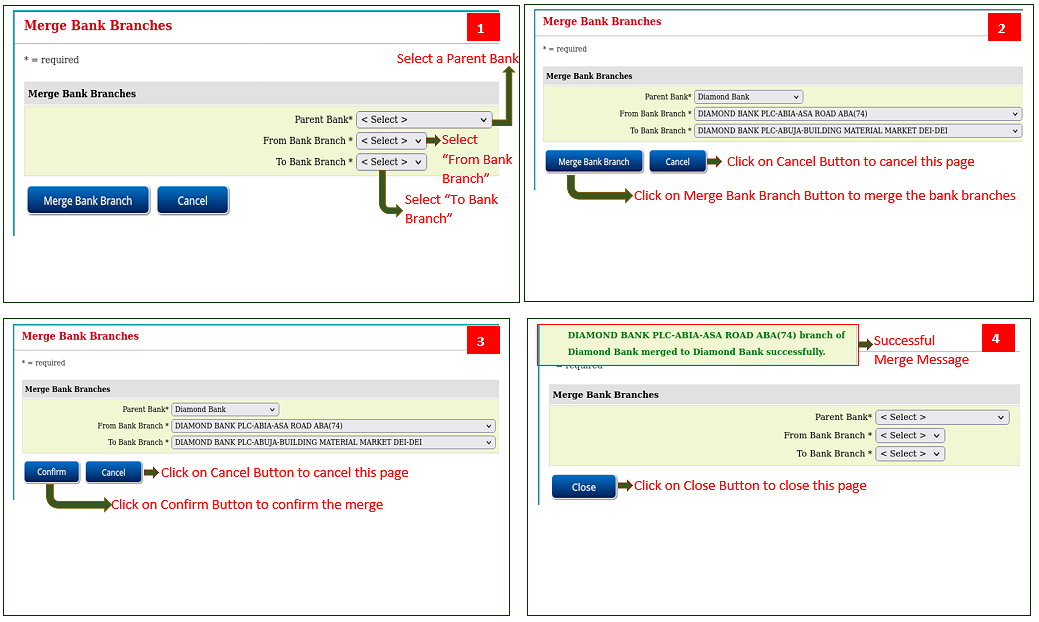 Merge Bank Branches
1
* = required
Select a Parent Bank
Merge Bank Branches
Parent Bank* < Select >
From Bank Branch * < Select >
Select
“From Bank
Branch”
To Bank Branch * < Select >
Merge Bank Branch Cancel
Select “To Bank
Branch”
Merge Bank Branches
2
* = required
Merge Bank Branches
Parent Bank* Diamond Bank
From Bank Branch * DIAMOND BANK PLC-ABIA-ASA ROAD ABA(74)
To Bank Branch * DIAMOND BANK PLC-ABUJA-BUILDING MATERIAL MARKET DEI-DEI
Merge Bank Branch Cancel Click on Cancel Button to cancel this page
Click on Merge Bank Branch Button to merge the bank branches
Merge Bank Branches
3
* = required
Merge Bank Branches
Parent Bank* Diamond Bank
From Bank Branch * DIAMOND BANK PLC-ABIA-ASA ROAD ABA(74)
To Bank Branch * DIAMOND BANK PLC-ABUJA-BUILDING MATERIAL MARKET DEI-DEI
Confirm Cancel Click on Cancel Button to cancel this page
Click on Confirm Button to confirm the merge
DIAMOND BANK PLC-ABIA-ASA ROAD ABA(74) branch of
Diamond Bank merged to Diamond Bank successfully.
Successful
Merge Message
4
= required
Merge Bank Branches
Parent Bank* < Select >
From Bank Branch * < Select >
To Bank Branch * < Select >
Close Click on Close Button to close this page